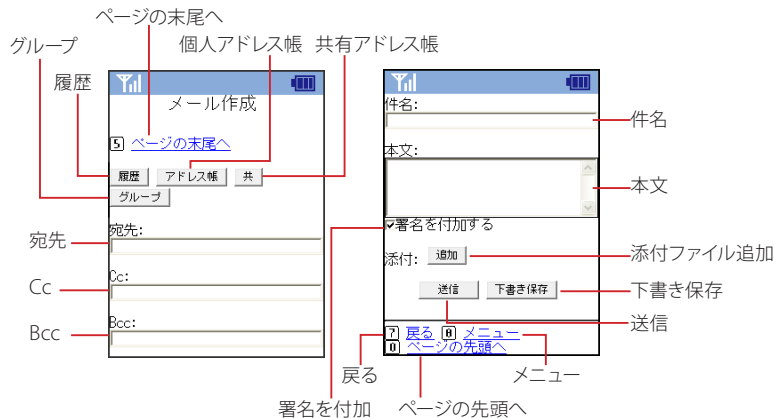 ページの末尾へ
グループ
個人アドレス帳
共有アドレス帳
履歴
メール作成
5 ページの末尾へ
履歴 アドレス帳 共
グループ
宛先
宛先:
Cc
Cc:
Bcc
Bcc:
件名:
件名
本文:
本文
署名を付加する
添付: 追加
添付ファイル追加
送信 下書き保存
下書き保存
送信
7 戻る 8 メニュー
0 ページの先頭へ
戻る
メニュー
署名を付加
ページの先頭へ